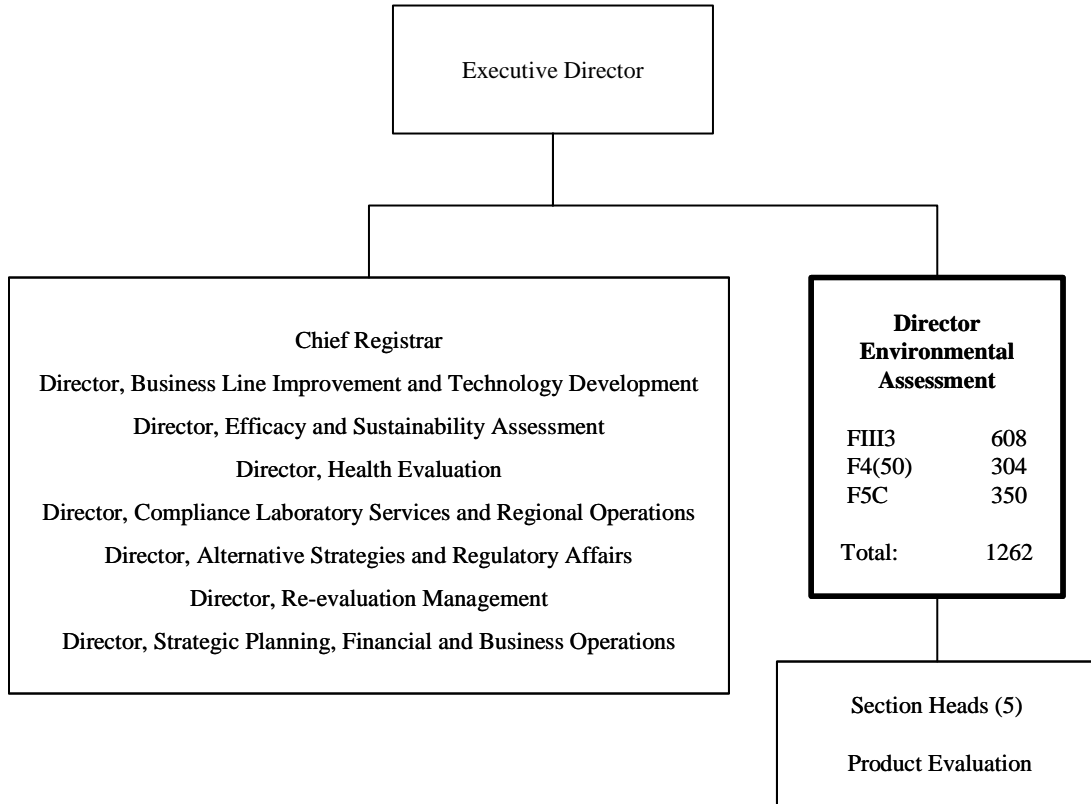 Executive Director
Chief Registrar
Director, Business Line Improvement and Technology Development
Director, Efficacy and Sustainability Assessment
Director, Health Evaluation
Director, Compliance Laboratory Services and Regional Operations
Director, Alternative Strategies and Regulatory Affairs
Director, Re-evaluation Management
Director, Strategic Planning, Financial and Business Operations
Director
Environmental
Assessment
FIII3 608
F4(50) 304
F5C 350
Total: 1262
Section Heads (5)
Product Evaluation